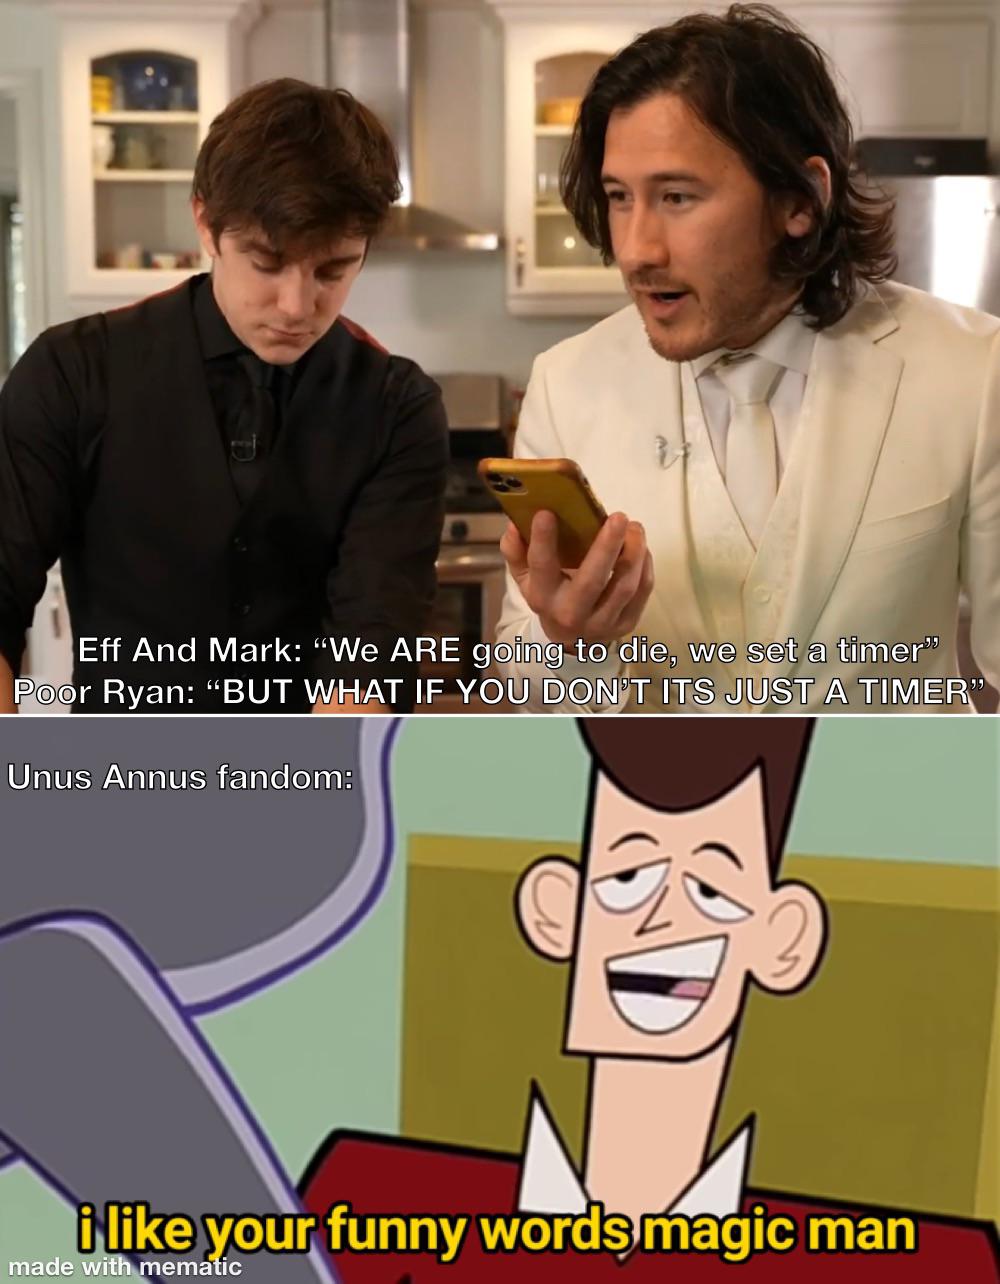 Eff And Mark: “We ARE going to die, we set a timer”
Poor Ryan: “BUT WHAT IF YOU DON’T ITS JUST A TIMER”
Unus Annus fandom:
i like your funny words magic man
made with mematic